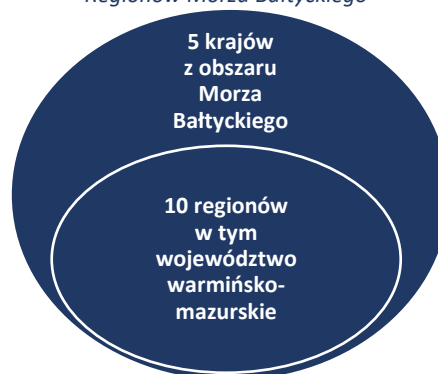 Regionów Morza Bałtyckiego
5 krajów
z obszaru
Morza
Bałtyckiego
10 regionów
w tym
województwo
warmińsko-
mazurskie